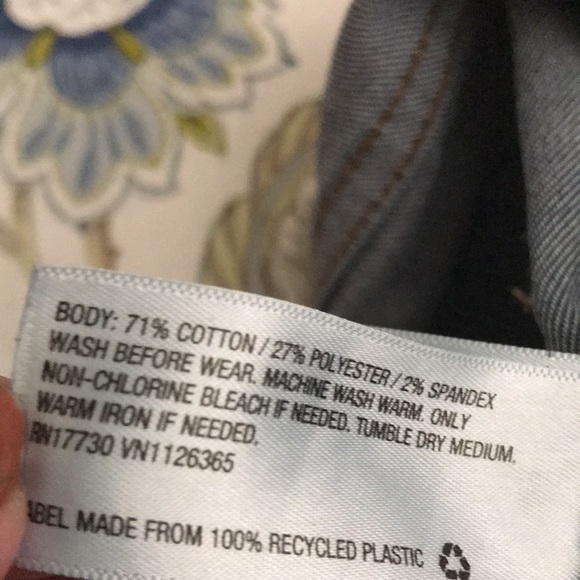 BODY: 71% COTTON / 27% POLYESTER / 2% SPANDEX
WASH BEFORE WEAR. MACHINE WASH WARM. ONLY
NON-CHLORINE BLEACH IF NEEDED. TUMBLE DRY MEDIUM.
WARM IRON IF NEEDED.
RN17730 VN1126365
ABEL MADE FROM 100% RECYCLED PLASTIC